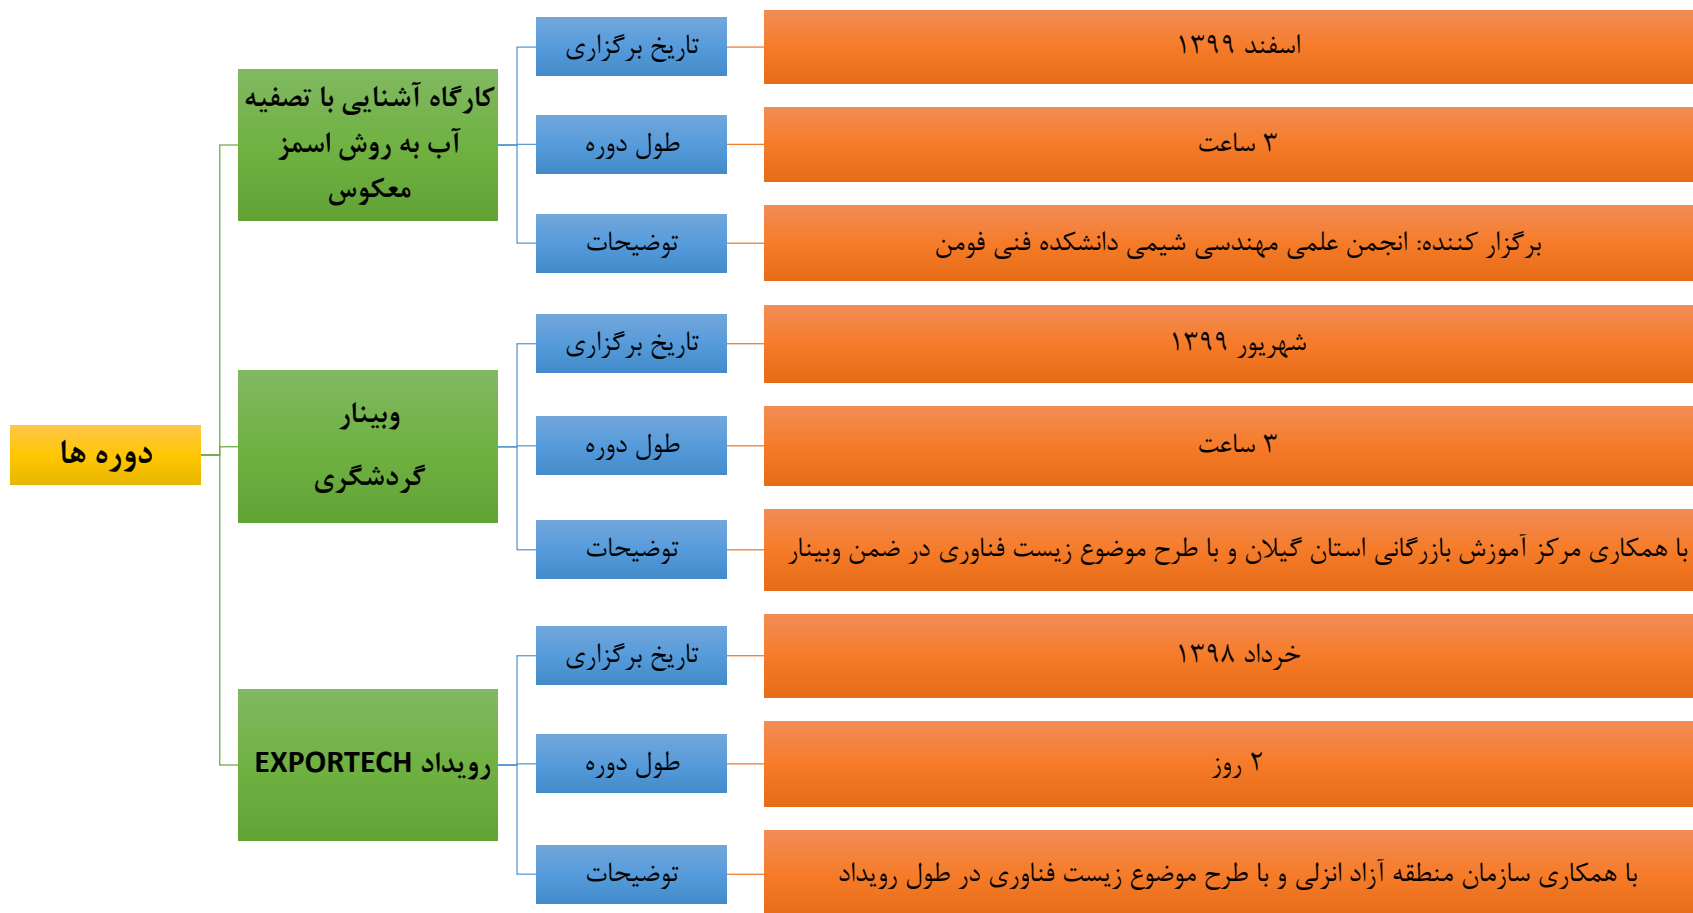 دوره ها
کارگاه آشنایی با تصفیه
آب به روش اسمز
معکوس
تاریخ برگزاری
اسفند ۱۳۹۹
طول دوره
۳ ساعت
توضیحات
برگزار کننده: انجمن علمی مهندسی شیمی دانشکده فنی فومن
وبینار
گردشگری
تاریخ برگزاری
شهریور ۱۳۹۹
طول دوره
۳ ساعت
توضیحات
با همکاری مرکز آموزش بازرگانی استان گیلان و با طرح موضوع زیست فناوری در ضمن وبینار
رویداد EXPORTECH
تاریخ برگزاری
خرداد ۱۳۹۸
طول دوره
۲ روز
توضیحات
با همکاری سازمان منطقه آزاد انزلی و با طرح موضوع زیست فناوری در طول رویداد